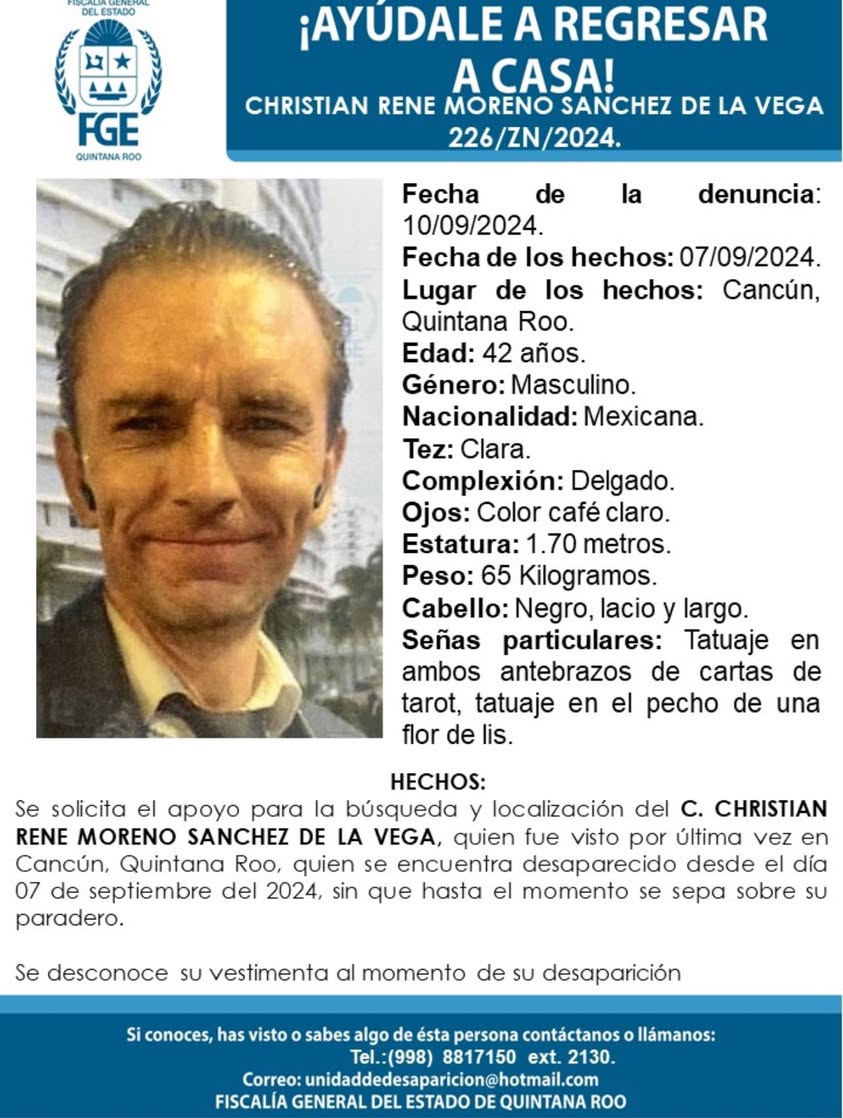 FISCALÍA GENERAL
DEL ESTADO
FGE
QUINTANA ROO
¡AYÚDALE A REGRESAR
A CASA!
CHRISTIAN RENE MORENO SANCHEZ DE LA VEGA
226/ZN/2024.
Fecha de la denuncia:
10/09/2024.
Fecha de los hechos: 07/09/2024.
Lugar de los hechos: Cancún,
Quintana Roo.
Edad: 42 años.
Género: Masculino.
Nacionalidad: Mexicana.
Tez: Clara.
Complexión: Delgado.
Ojos: Color café claro.
Estatura: 1.70 metros.
Peso: 65 Kilogramos.
Cabello: Negro, lacio y largo.
Señas particulares: Tatuaje en
ambos antebrazos de cartas de
tarot, tatuaje en el pecho de una
flor de lis.
HECHOS:
Se solicita el apoyo para la búsqueda y localización del C. CHRISTIAN
RENE MORENO SANCHEZ DE LA VEGA, quien fue visto por última vez en
Cancún, Quintana Roo, quien se encuentra desaparecido desde el día
07 de septiembre del 2024, sin que hasta el momento se sepa sobre su
paradero.
Se desconoce su vestimenta al momento de su desaparición
Si conoces, has visto o sabes algo de ésta persona contáctanos o llámanos:
Tel.:(998) 8817150 ext. 2130.
Correo: unidaddedesaparicion@hotmail.com
FISCALÍA GENERAL DEL ESTADO DE QUINTANA ROO